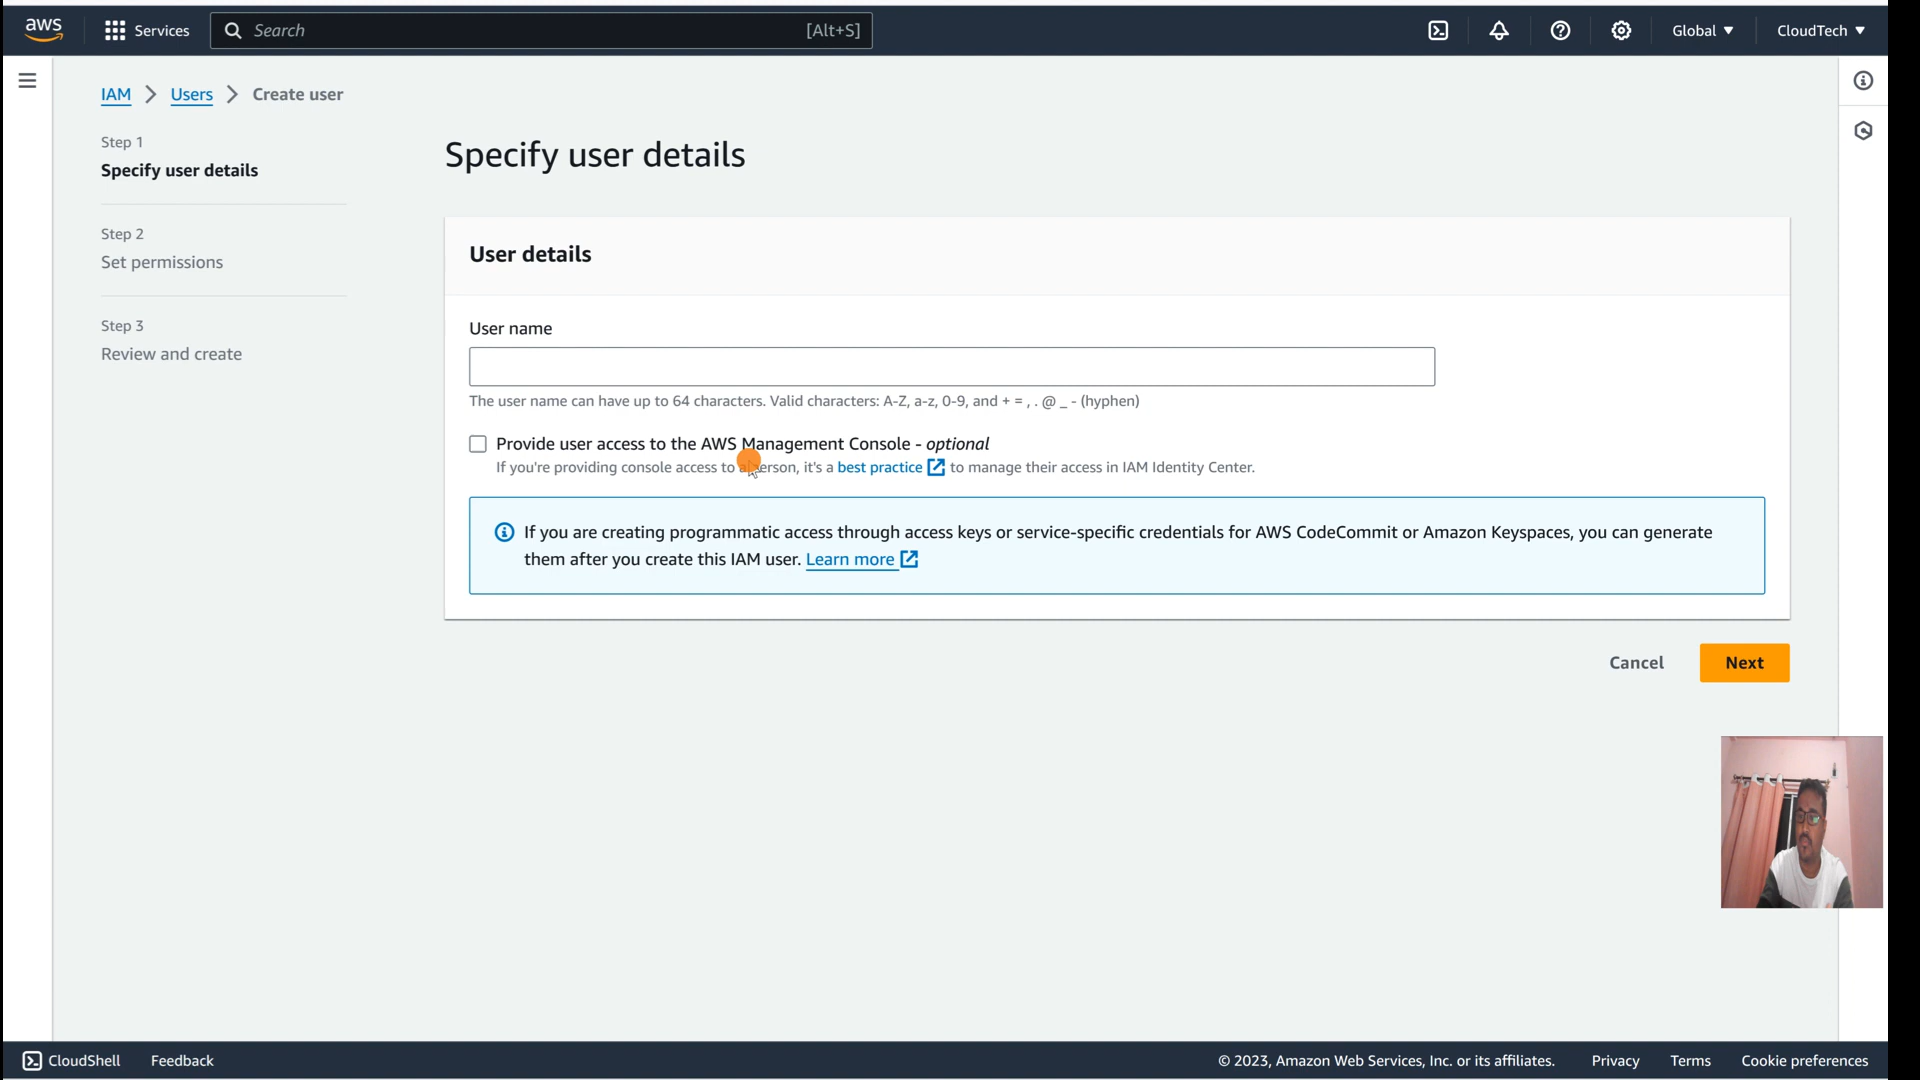 aws
Services
Search
[Alt+S]
Global
CloudTech
IAM
Users
Create user
Step 1
Specify user details
Step 2
Set permissions
Step 3
Review and create
Specify user details
User details
User name
The user name can have up to 64 characters. Valid characters: A-Z, a-z, 0-9, and + = , . @ _ - (hyphen)
Provide user access to the AWS Management Console - optional
If you're providing console access to a person, it's a best practice to manage their access in IAM Identity Center.
If you are creating programmatic access through access keys or service-specific credentials for AWS CodeCommit or Amazon Keyspaces, you can generate
them after you create this IAM user. Learn more
Cancel
Next
CloudShell
Feedback
© 2023, Amazon Web Services, Inc. or its affiliates.
Privacy
Terms
Cookie preferences